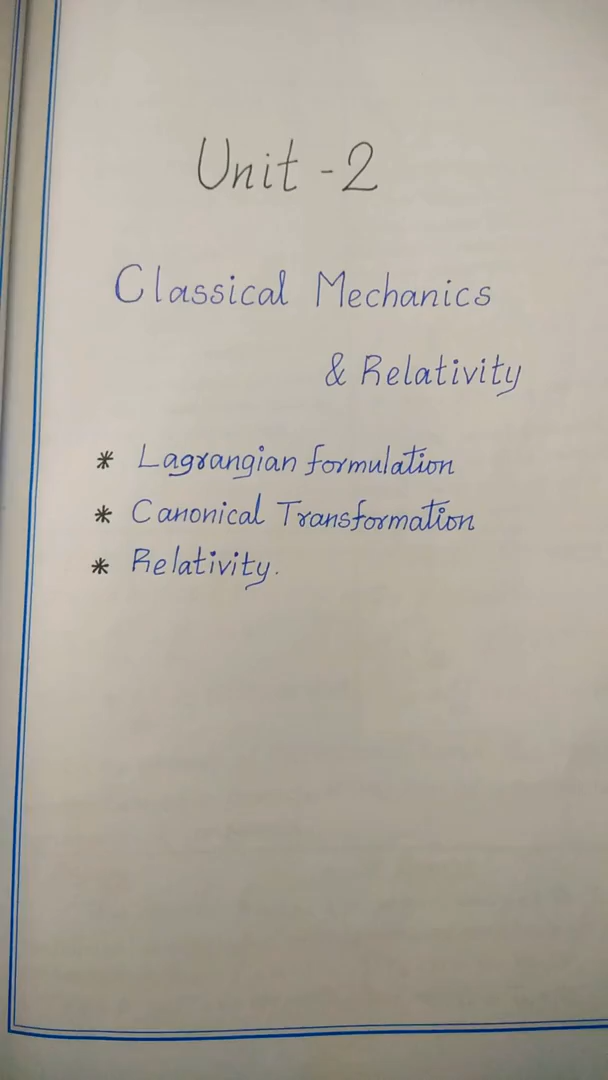 Unit - 2
Classical Mechanics
& Relativity
* Lagrangian formulation
* Canonical Transformation
* Relativity.